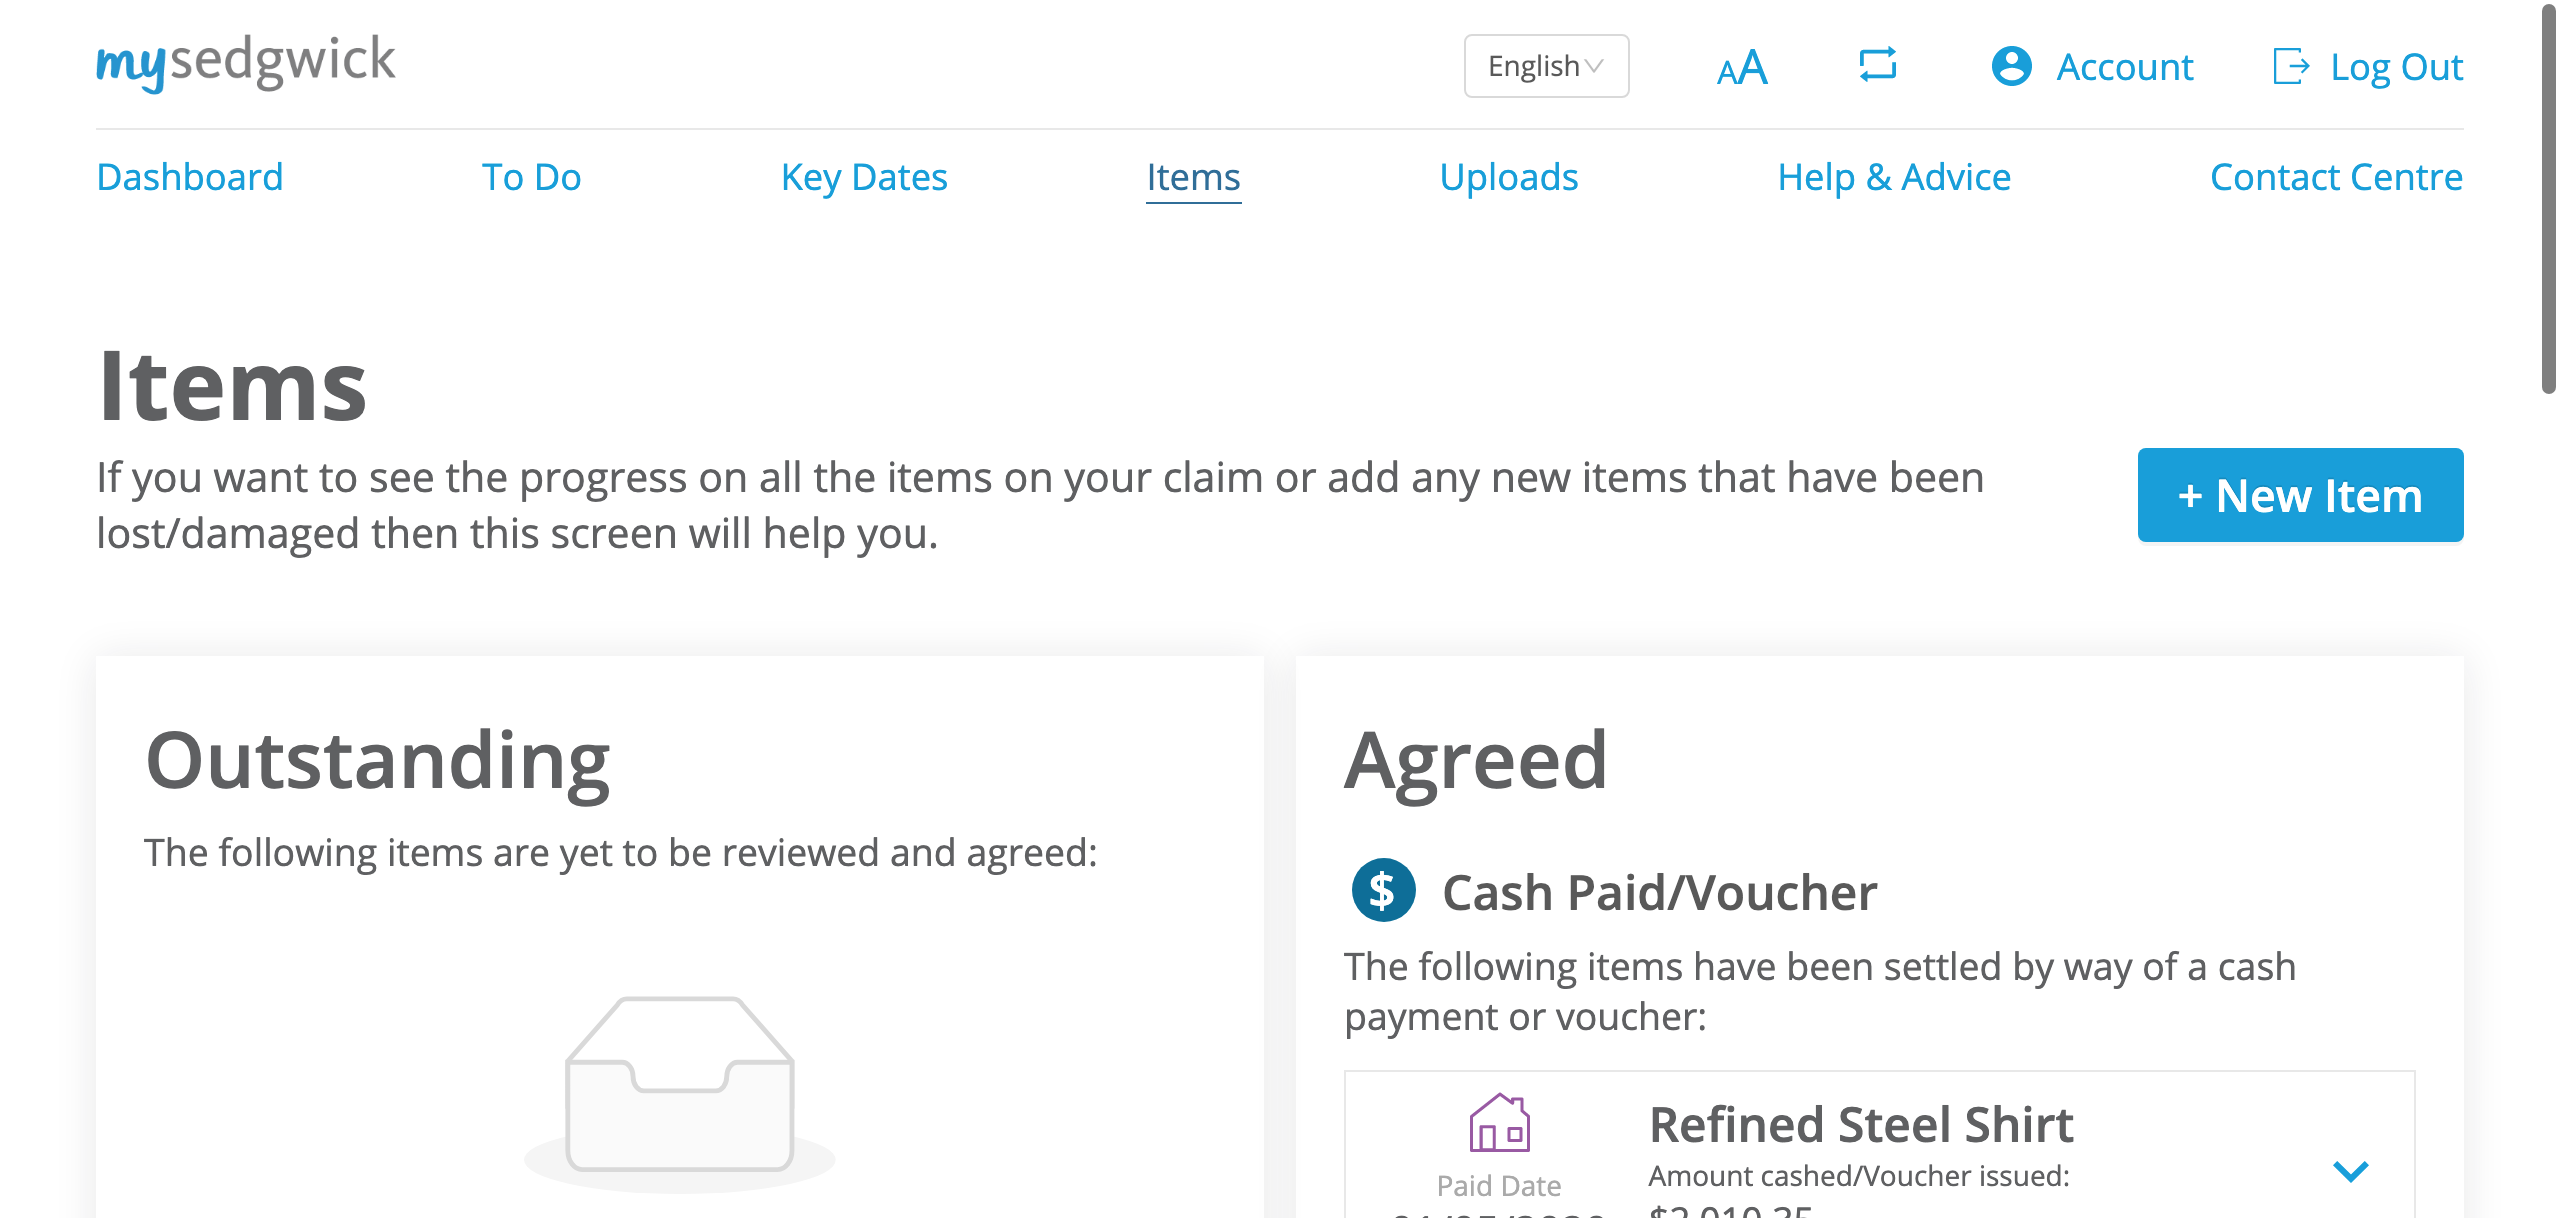 mysedgwick
English
AA
Account
Log Out
Dashboard
To Do
Key Dates
Items
Uploads
Help & Advice
Contact Centre
Items
If you want to see the progress on all the items on your claim or add any new items that have been
lost/damaged then this screen will help you.
+ New Item
Outstanding
The following items are yet to be reviewed and agreed:
Agreed
$ Cash Paid/Voucher
The following items have been settled by way of a cash
payment or voucher:
Refined Steel Shirt
Amount cashed/Voucher issued:
Paid Date